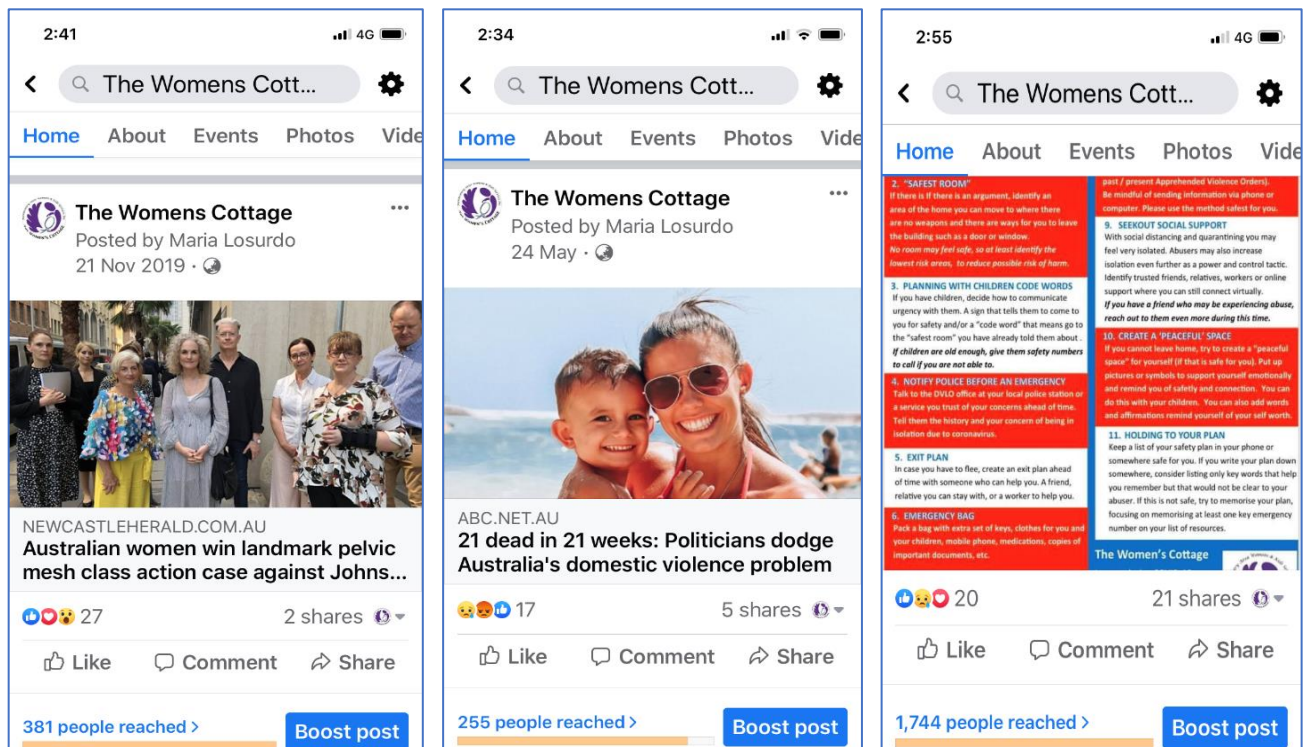 2:41
4G
The Womens Cott...
Home About Events Photos Vide
The Womens Cottage
Posted by Maria Losurdo
21 Nov 2019 ·
NEWCASTLEHERALD.COM.AU
Australian women win landmark pelvic
mesh class action case against Johns...
27
2 shares
Like Comment Share
381 people reached >
Boost post
2:34
The Womens Cott...
Home About Events Photos Vide
The Womens Cottage
Posted by Maria Losurdo
24 May ·
ABC.NET.AU
21 dead in 21 weeks: Politicians dodge
Australia's domestic violence problem
17
5 shares
Like Comment Share
255 people reached >
Boost post
2:55
4G
The Womens Cott...
Home About Events Photos Vide
2. "SAFEST ROOM"
If there is if there is an argument, identify an
area of the home you can move to where there
are no weapons and there are ways for you to leave
the building such as a door or window.
No room may feel safe, so at least identify the
lowest risk areas, to reduce possible risk of harm.
3. PLANNING WITH CHILDREN CODE WORDS
If you have children, decide how to communicate
urgency with them. A sign that tells them to come to
you for safety and/or a "code word" that means go to
the "safest room" you have already told them about .
If children are old enough, give them safety numbers
to call if you are not able to.
4. NOTIFY POLICE BEFORE AN EMERGENCY
Talk to the DVLO office at your local police station or
a service you trust of your concerns ahead of time.
Tell them the history and your concern of being in
isolation due to coronavirus.
5. EXIT PLAN
In case you have to flee, create an exit plan ahead
of time with someone who can help you. A friend,
relative you can stay with, or a worker to help you.
6. EMERGENCY BAG
Pack a bag with extra set of keys, clothes for you and
your children, mobile phone, medications, copies of
important documents, etc.
past / present Apprehended Violence Orders).
Be mindful of sending information via phone or
computer. Please use the method safest for you.
9. SEEKOUT SOCIAL SUPPORT
With social distancing and quarantining you may
feel very isolated. Abusers may also increase
isolation even further as a power and control tactic.
Identify trusted friends, relatives, workers or online
support where you can still connect virtually.
If you have a friend who may be experiencing abuse,
reach out to them even more during this time.
10. CREATE A 'PEACEFUL' SPACE
If you cannot leave home, try to create a "peaceful
space" for yourself (if that is safe for you). Put up
pictures or symbols to support yourself emotionally
and remind you of safetly and connection. You can
do this with your children. You can also add words
and affirmations remind yourself of your self worth.
11. HOLDING TO YOUR PLAN
Keep a list of your safety plan in your phone or
somewhere safe for you. If you write your plan down
somewhere, consider listing only key words that help
you remember but that would not be clear to your
abuser. If this is not safe, try to memorise your plan,
focusing on memorising at least one key emergency
number on your list of resources.
The Women's Cottage
20
21 shares
Like Comment Share
1,744 people reached >
Boost post